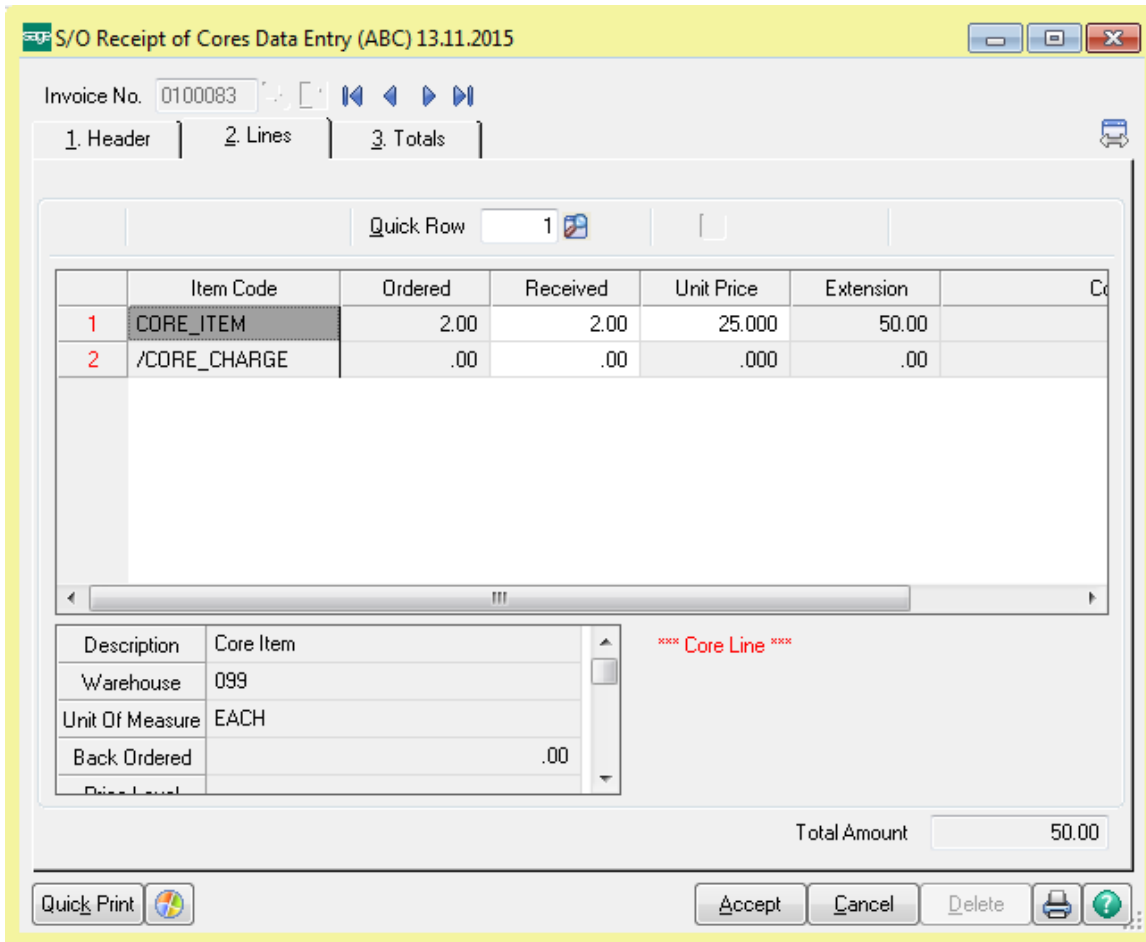 sage S/O Receipt of Cores Data Entry (ABC) 13.11.2015
Invoice No. 0100083
1. Header 2. Lines 3. Totals
Quick Row 1
Item Code Ordered Received Unit Price Extension
1 CORE_ITEM 2.00 2.00 25.000 50.00
2 /CORE_CHARGE .00 .00 .000 .00
Description Core Item
*** Core Line ***
Warehouse 099
Unit Of Measure EACH
Back Ordered .00
Price Level
Total Amount 50.00
Quick Print Accept Cancel Delete